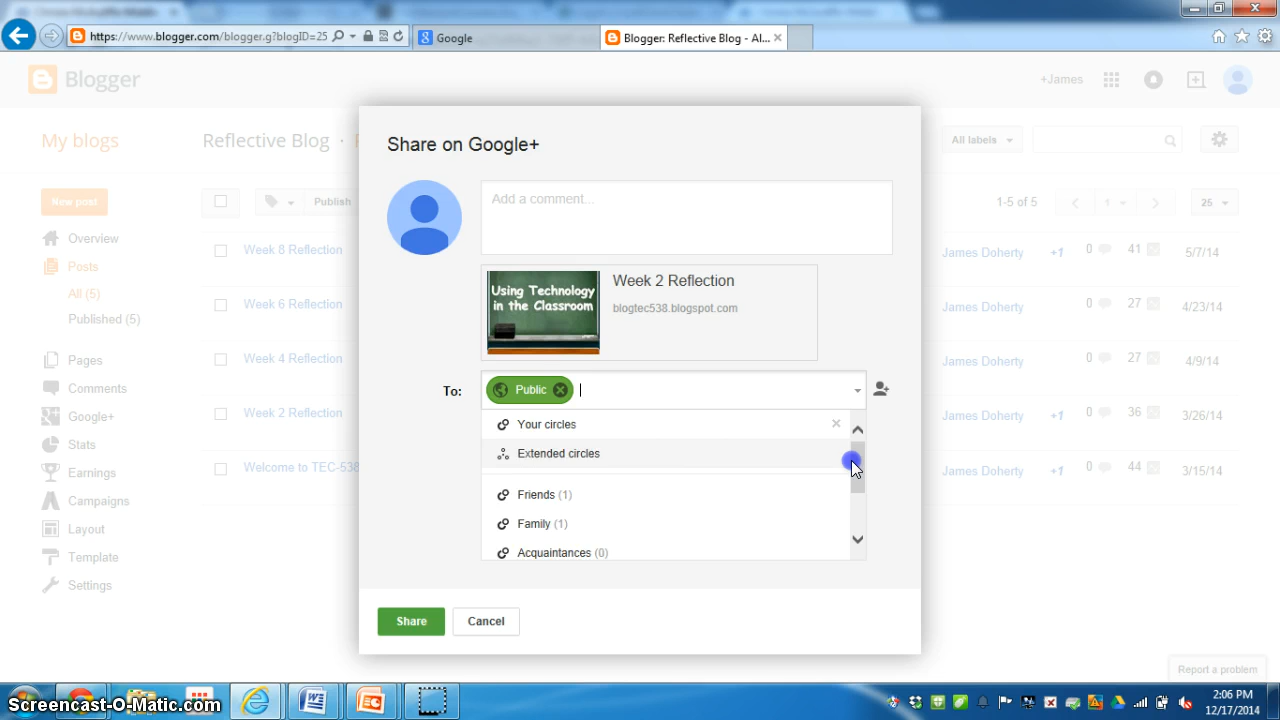 https://www.blogger.com/blogger.g?blogID=25
Google
Blogger: Reflective Blog - Al...
Blogger
+James
My blogs
Reflective Blog
All labels
New post
Publish
1-5 of 5
1
25
Share on Google+
Add a comment...
Week 2 Reflection
blogtec538.blogspot.com
Using Technology
in the Classroom
To:
Public
Your circles
Extended circles
Friends (1)
Family (1)
Acquaintances (0)
Share
Cancel
Overview
Posts
All (5)
Published (5)
Pages
Comments
Google+
Stats
Earnings
Campaigns
Layout
Template
Settings
Week 8 Reflection
James Doherty +1 0 41 5/7/14
Week 6 Reflection
James Doherty +1 0 27 4/23/14
Week 4 Reflection
James Doherty +1 0 27 4/9/14
Week 2 Reflection
James Doherty +1 0 36 3/26/14
Welcome to TEC-538
James Doherty +1 0 44 3/15/14
Report a problem
Screencast-O-Matic.com
2:06 PM
12/17/2014